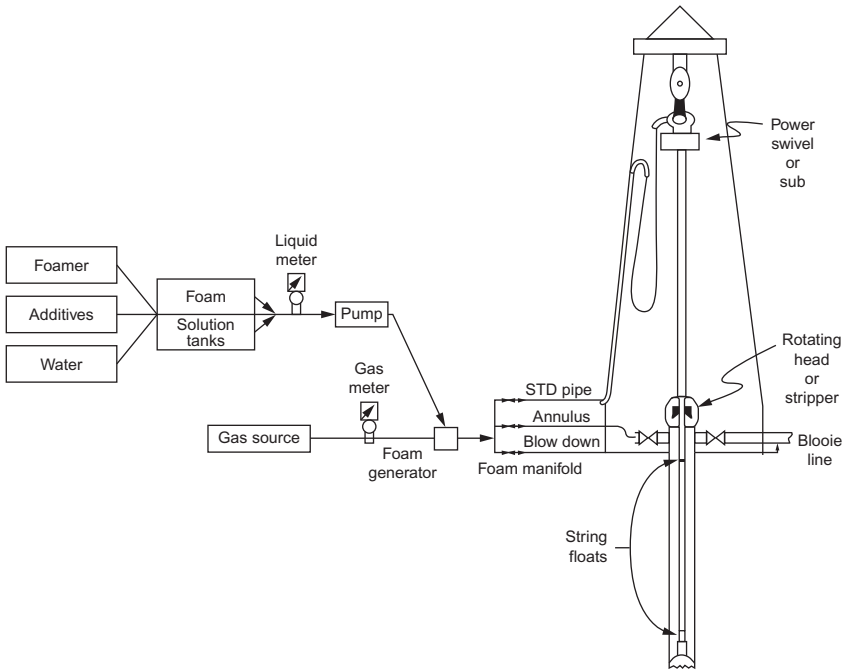 Power
swivel
or
sub
Liquid
meter
Foamer
Additives
Water
Foam
Solution
tanks
Pump
Gas
meter
Gas source
Foam
generator
STD pipe
Annulus
Blow down
Foam manifold
Rotating
head
or
stripper
Blooie
line
String
floats